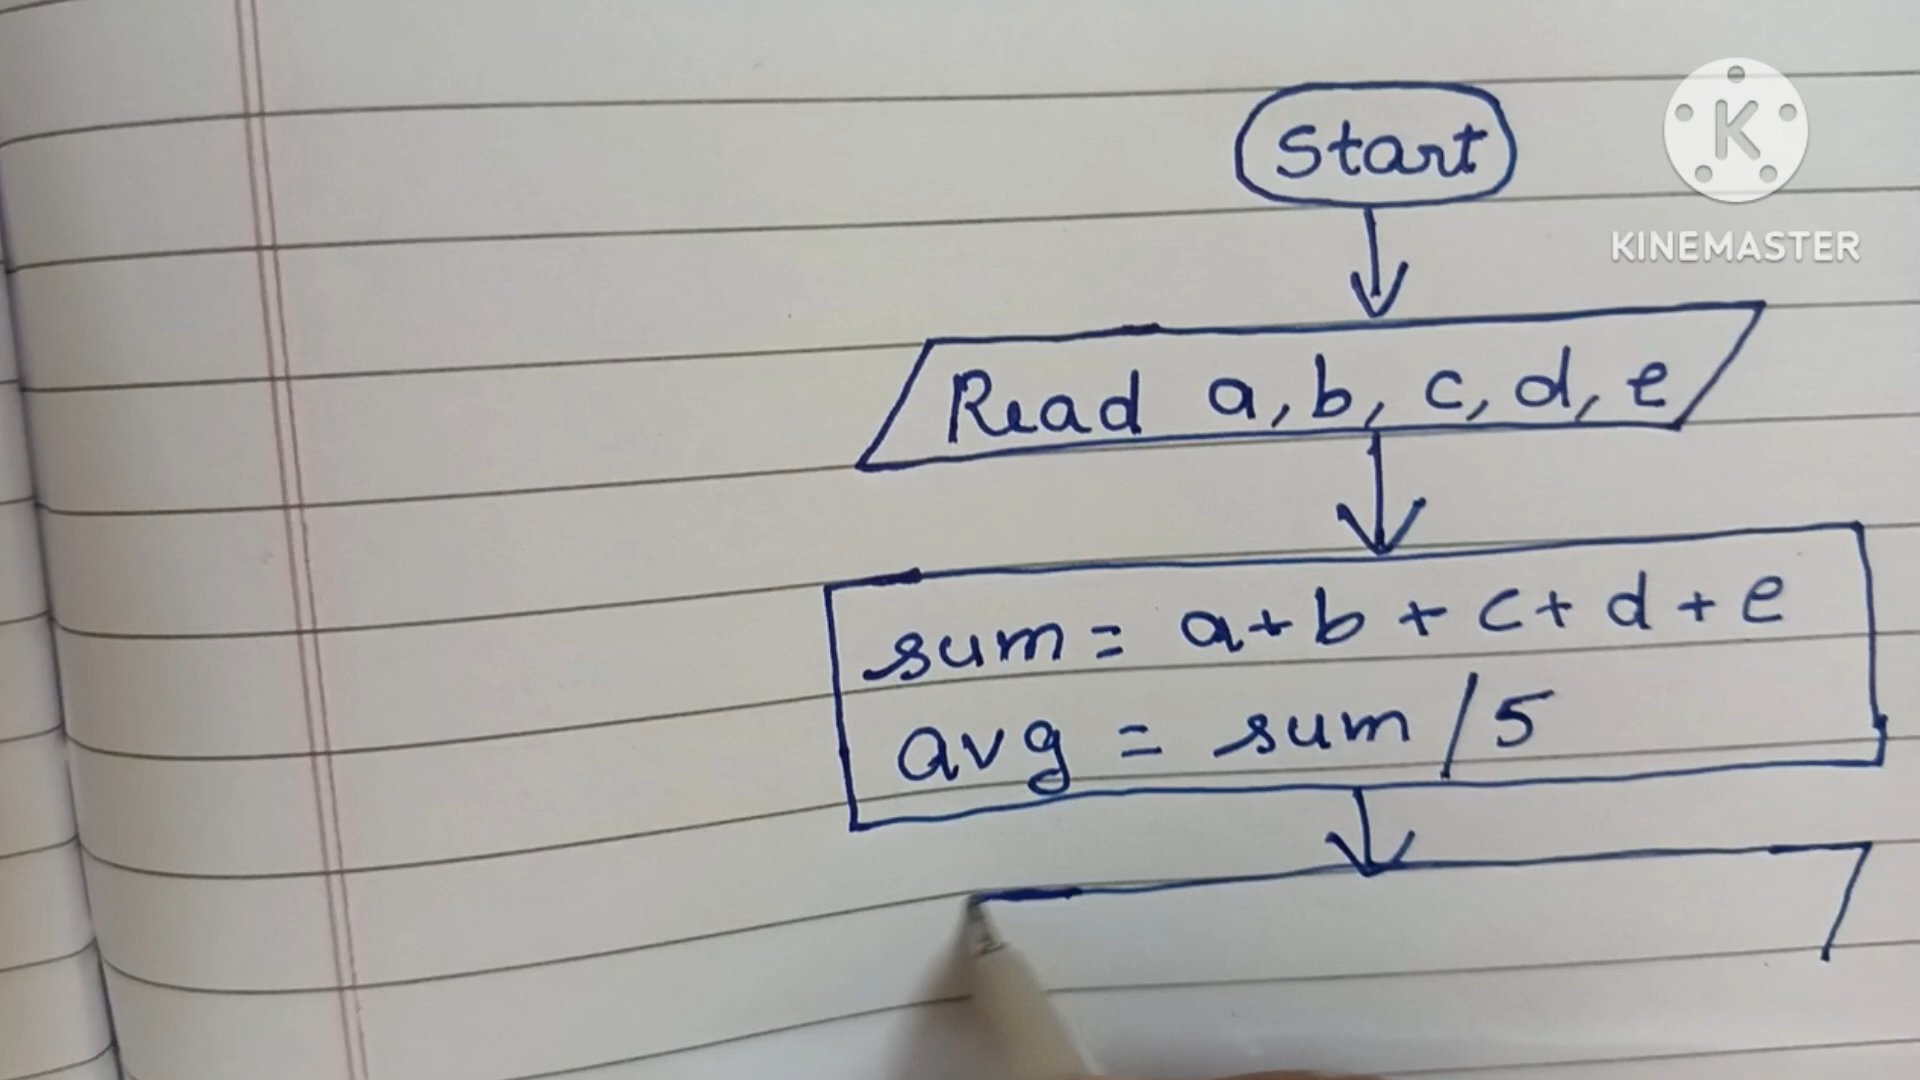 Start
K
KINEMASTER
Read a, b, c, d, e
sum = a+b+c+d+e
avg = sum/5